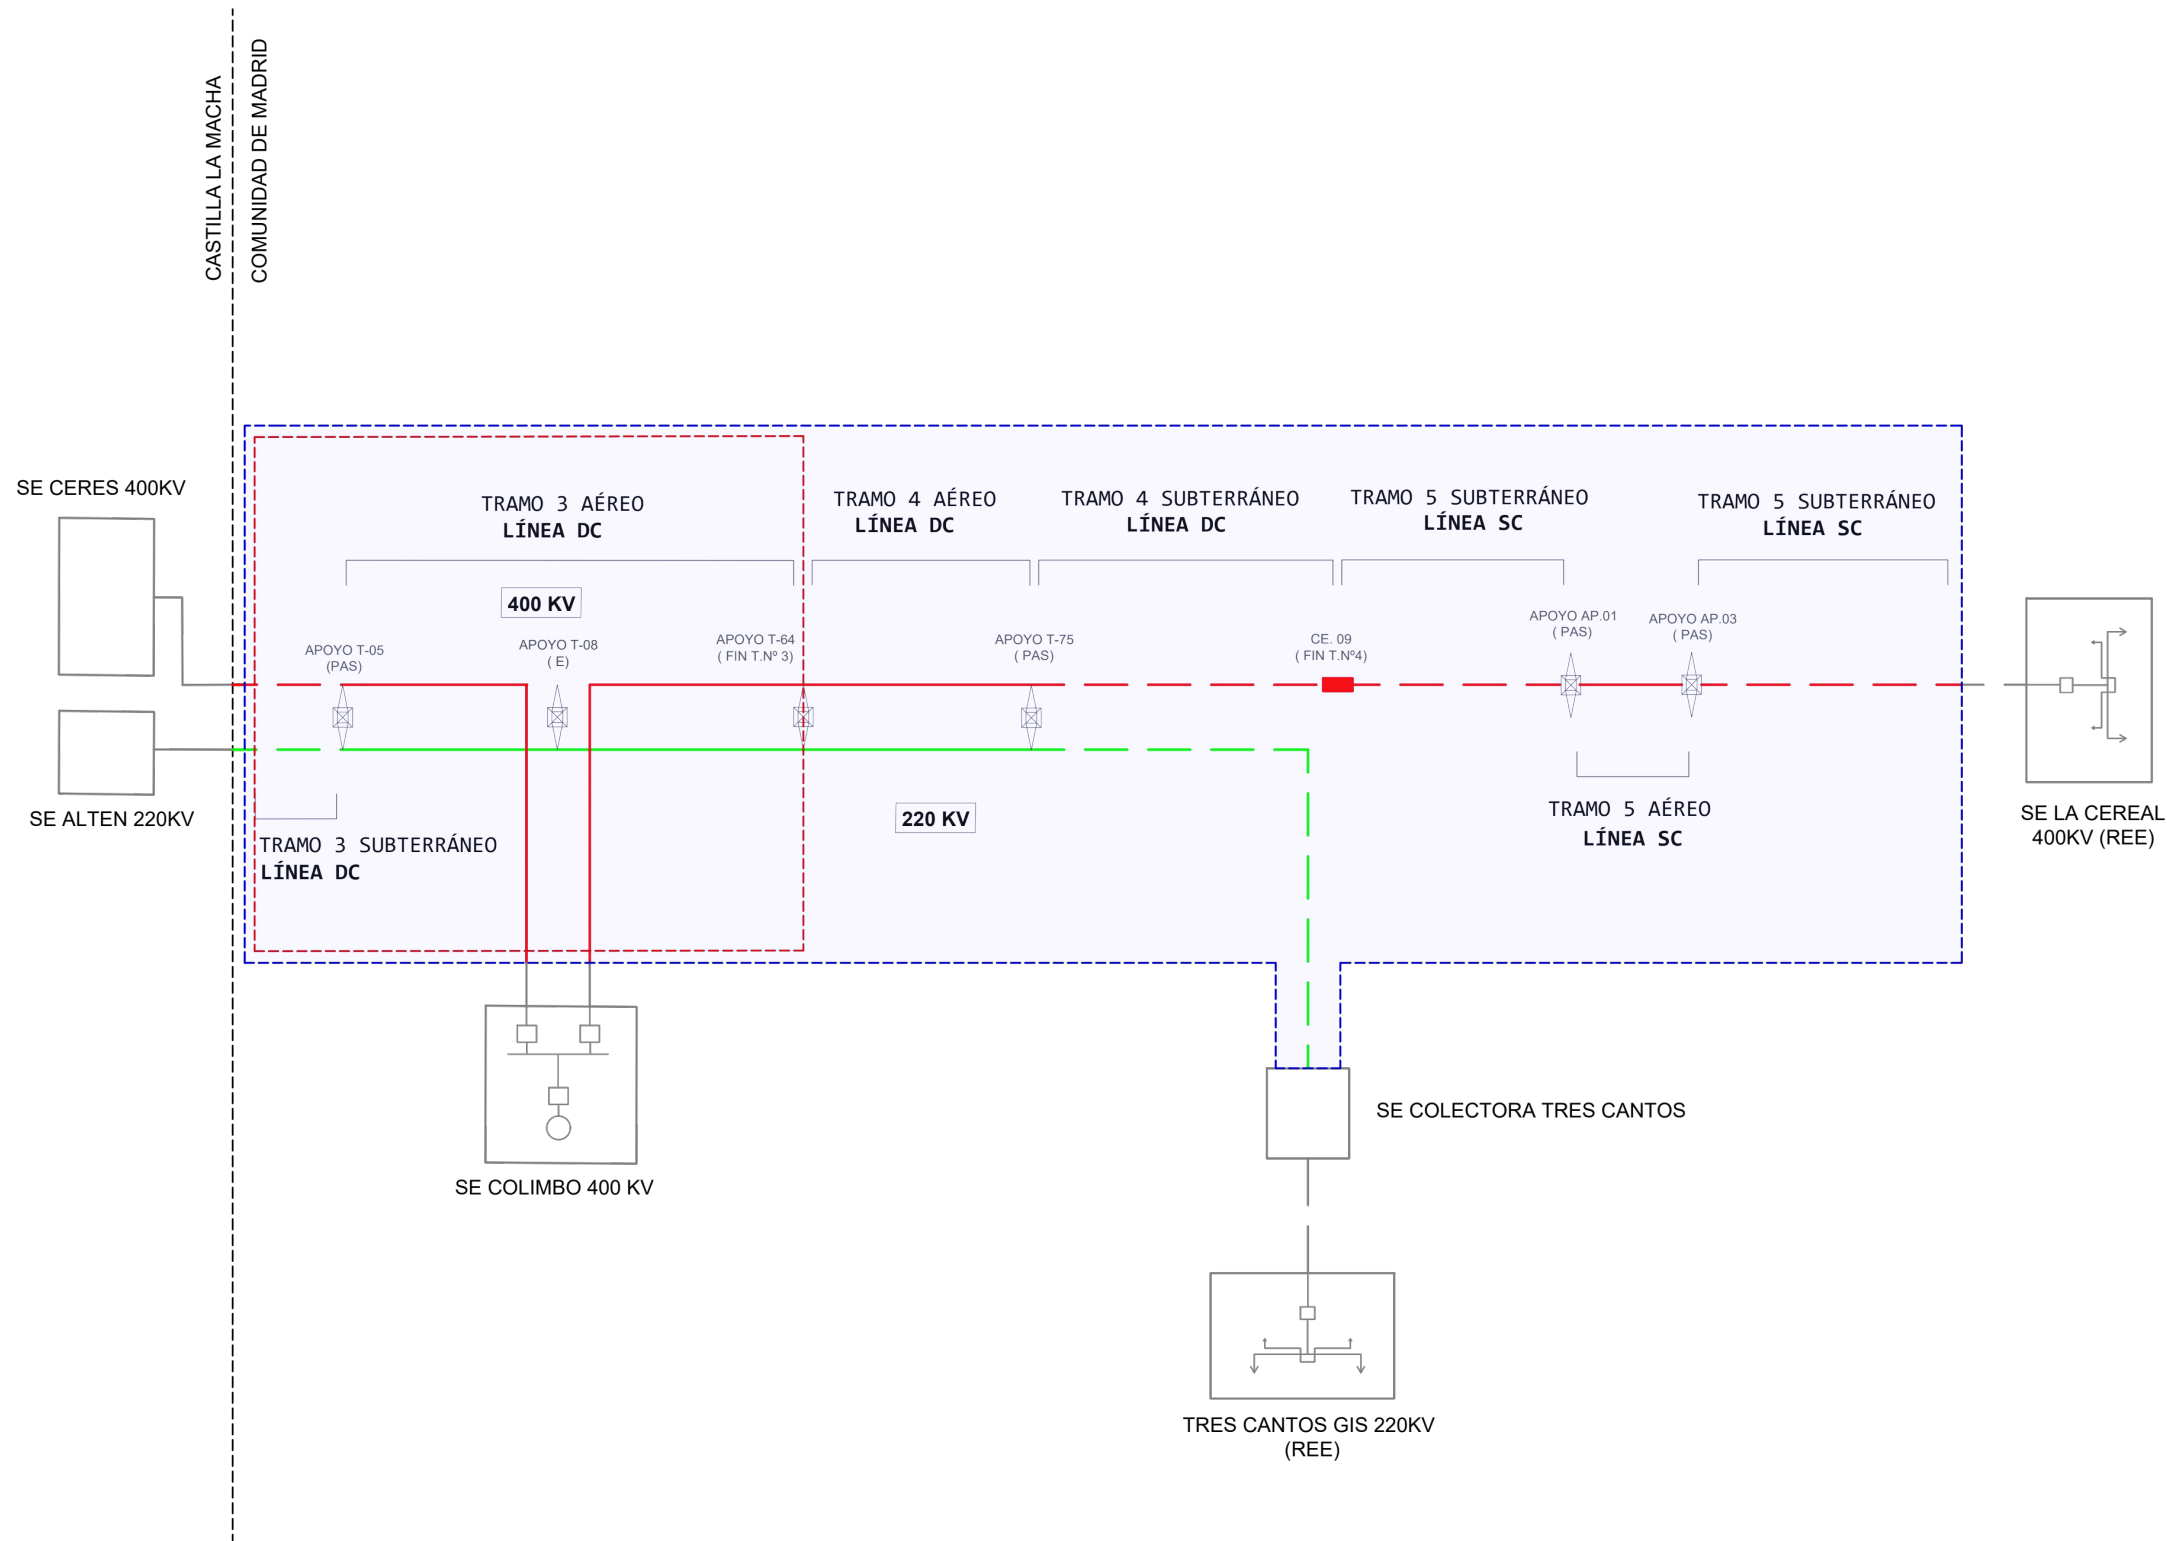 CASTILLA LA MACHA
COMUNIDAD DE MADRID
SE CERES 400KV
SE ALTEN 220KV
TRAMO 3 AÉREO
LÍNEA DC
TRAMO 4 AÉREO
LÍNEA DC
TRAMO 4 SUBTERRÁNEO
LÍNEA DC
TRAMO 5 SUBTERRÁNEO
LÍNEA SC
TRAMO 5 SUBTERRÁNEO
LÍNEA SC
400 KV
APOYO T-05
(PAS)
APOYO T-08
( E)
APOYO T-64
( FIN T.Nº 3)
APOYO T-75
( PAS)
CE. 09
( FIN T.Nº4)
APOYO AP.01
( PAS)
APOYO AP.03
( PAS)
220 KV
TRAMO 3 SUBTERRÁNEO
LÍNEA DC
TRAMO 5 AÉREO
LÍNEA SC
SE LA CEREAL
400KV (REE)
SE COLIMBO 400 KV
SE COLECTORA TRES CANTOS
TRES CANTOS GIS 220KV
(REE)